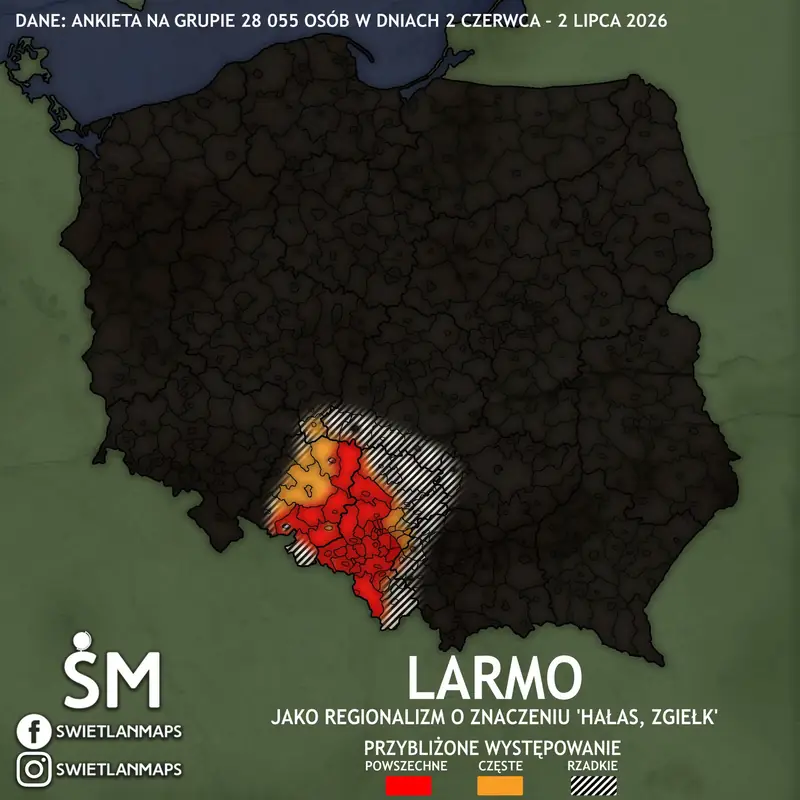 DANE: ANKIETA NA GRUPIE 28 055 OSÓB W DNIACH 2 CZERWCA - 2 LIPCA 2026
ŚM
SWIETLANMAPS
SWIETLANMAPS
LARMO
JAKO REGIONALIZM O ZNACZENIU 'HAŁAS, ZGIEŁK'
PRZYBLIŻONE WYSTĘPOWANIE
POWSZECHNE CZĘSTE RZADKIE